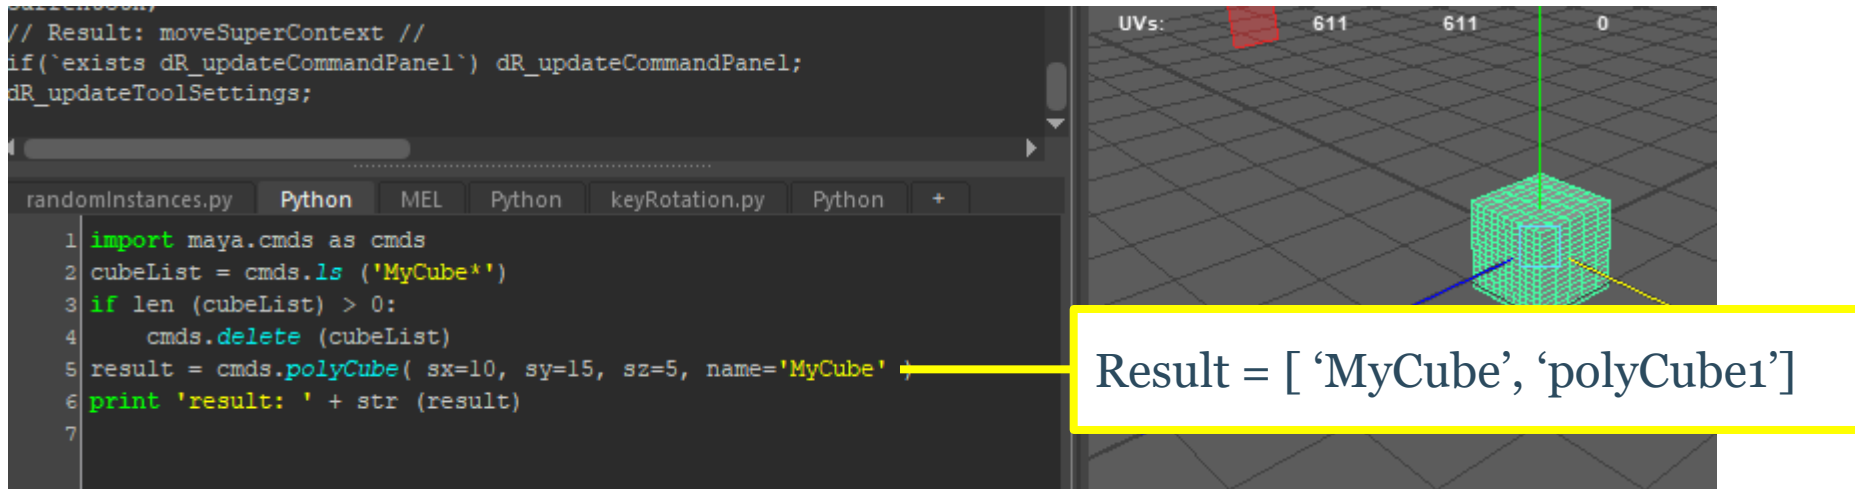 // Result: moveSuperContext //
if(`exists dR_updateCommandPanel`) dR_updateCommandPanel;
dR_updateToolSettings;
UVs: 611 611 0
randomInstances.py Python MEL Python keyRotation.py Python +
1 import maya.cmds as cmds
2 cubeList = cmds.ls ('MyCube*')
3 if len (cubeList) > 0:
4 cmds.delete (cubeList)
5 result = cmds.polyCube( sx=10, sy=15, sz=5, name='MyCube' )
6 print 'result: ' + str (result)
7
Result = [ ‘MyCube’, ‘polyCube1’]